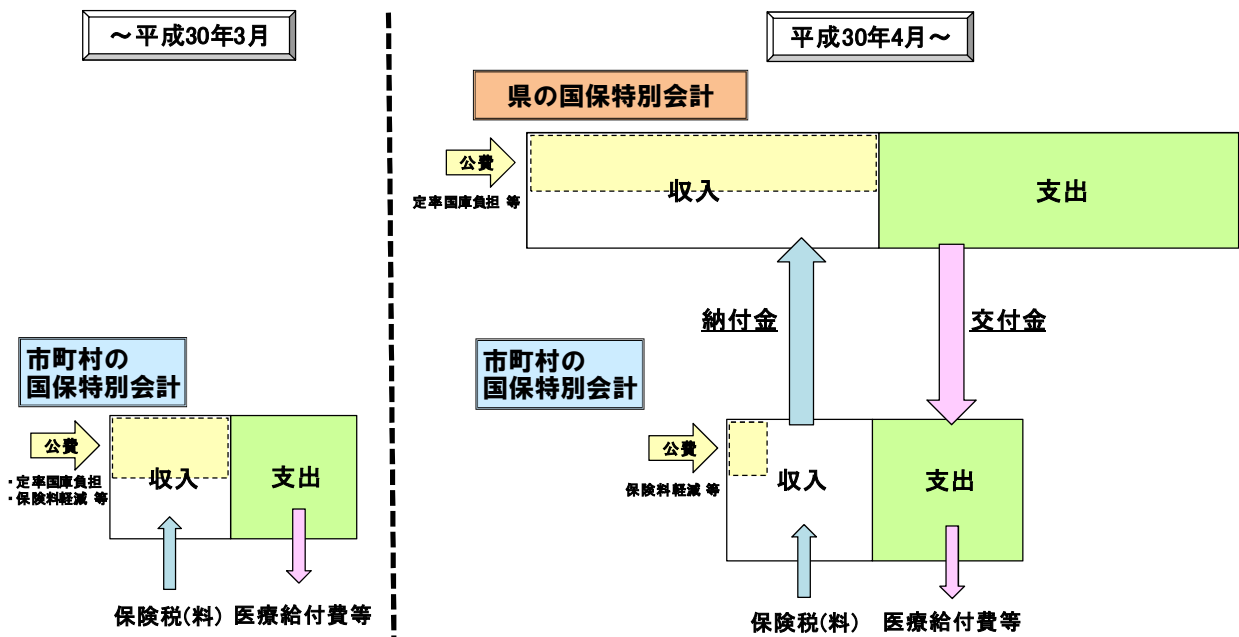 ～平成30年3月
市町村の
国保特別会計
公費
・定率国庫負担
・保険料軽減 等
収入
支出
保険税(料)
医療給付費等
平成30年4月～
県の国保特別会計
公費
定率国庫負担 等
収入
支出
納付金
交付金
市町村の
国保特別会計
公費
保険料軽減 等
収入
支出
保険税(料)
医療給付費等